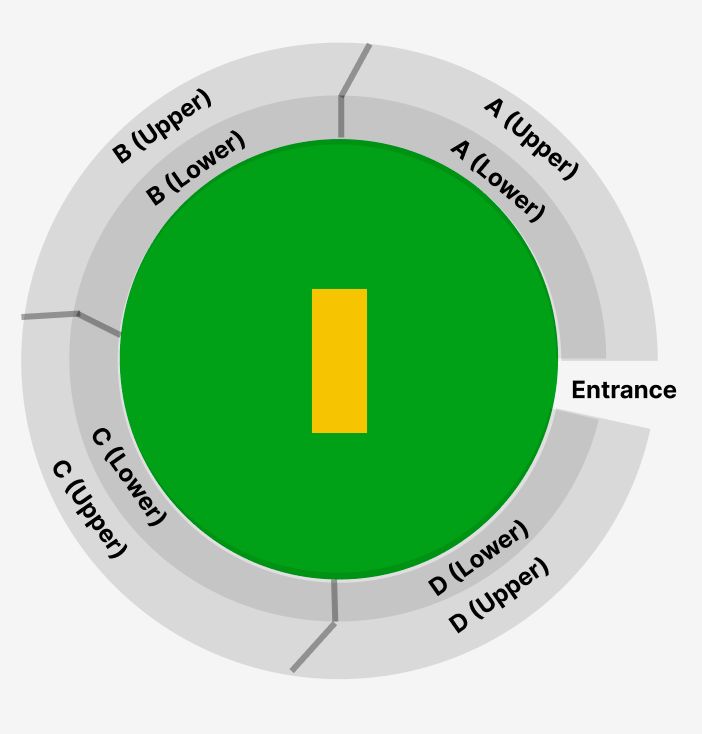 A (Upper)
B (Upper)
A (Lower)
B (Lower)
Entrance
C (Lower)
C (Upper)
D (Lower)
D (Upper)